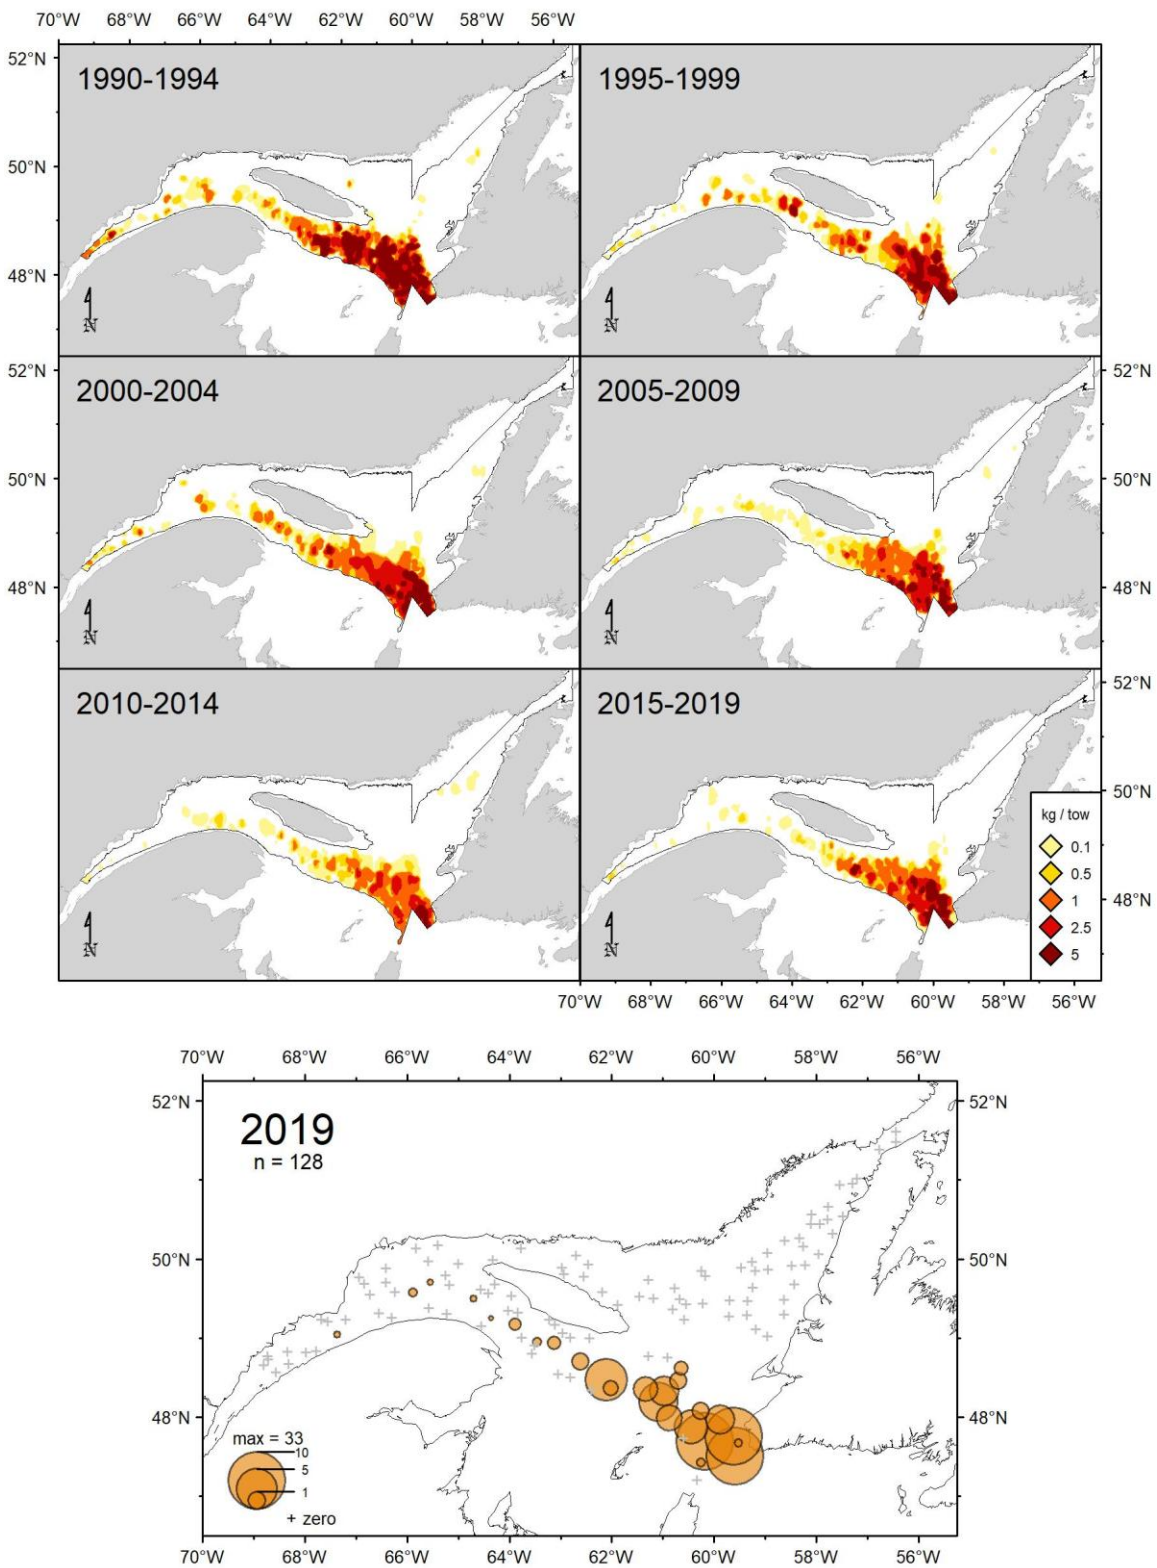 70°W 68°W 66°W 64°W 62°W 60°W 58°W 56°W
52°N 1990-1994 1995-1999
50°N
48°N
N N
52°N 2000-2004 2005-2009 52°N
50°N 50°N
48°N 48°N
N N
2010-2014 2015-2019 52°N
50°N
kg / tow
0.1
0.5
1 48°N
2.5
5
N N
70°W 68°W 66°W 64°W 62°W 60°W 58°W 56°W
70°W 68°W 66°W 64°W 62°W 60°W 58°W 56°W
52°N 2019 52°N
n = 128
50°N 50°N
48°N 48°N
max = 33
10
5
1
+ zero
70°W 68°W 66°W 64°W 62°W 60°W 58°W 56°W